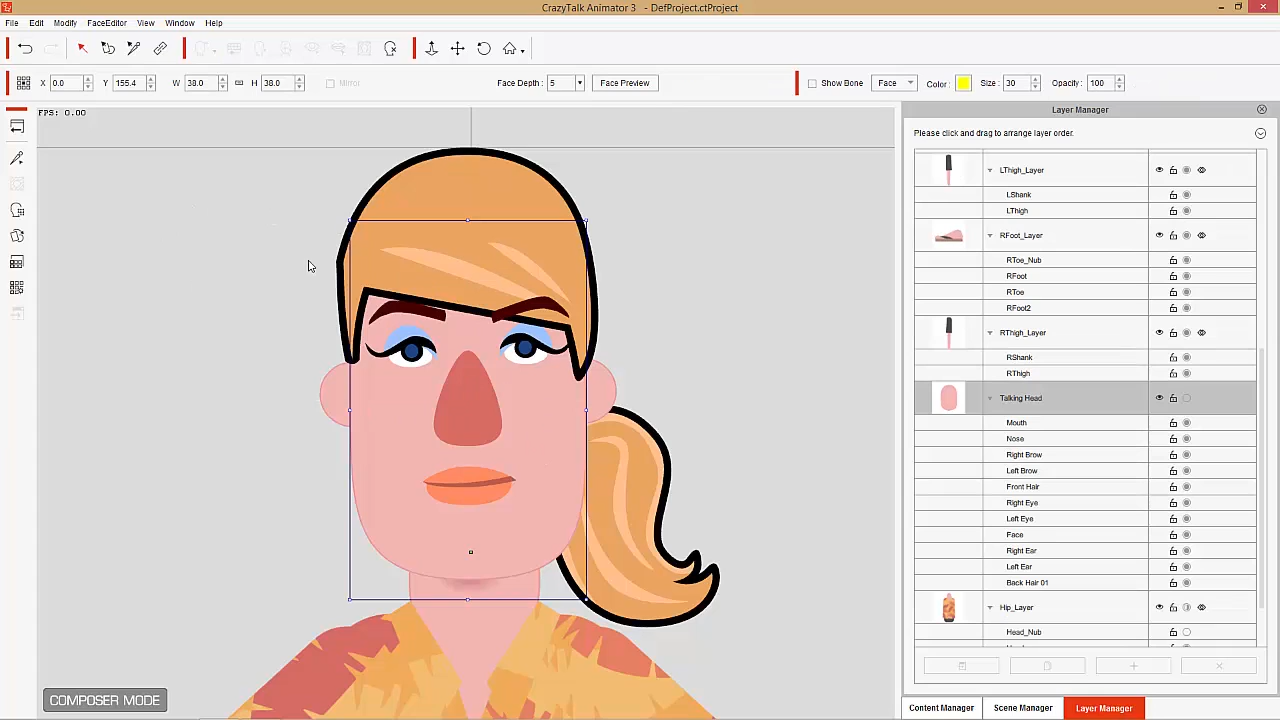 CrazyTalk Animator 3 - DefProject.ctProject
File Edit Modify FaceEditor View Window Help
X 0.0 Y 155.4 W 38.0 H 38.0 Mirror Face Depth : 5 Face Preview Show Bone Face Color : Size : 30 Opacity : 100
FPS: 0.00
Layer Manager
Please click and drag to arrange layer order.
LThigh_Layer
LShank
LThigh
RFoot_Layer
RToe_Nub
RFoot
RToe
RFoot2
RThigh_Layer
RShank
RThigh
Talking Head
Mouth
Nose
Right Brow
Left Brow
Front Hair
Right Eye
Left Eye
Face
Right Ear
Left Ear
Back Hair 01
Hip_Layer
Head_Nub
COMPOSER MODE
Content Manager Scene Manager Layer Manager